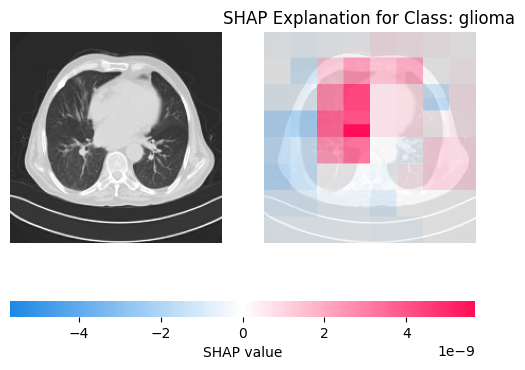 SHAP Explanation for Class: glioma
−4 −2 0 2 4
SHAP value 1e−9